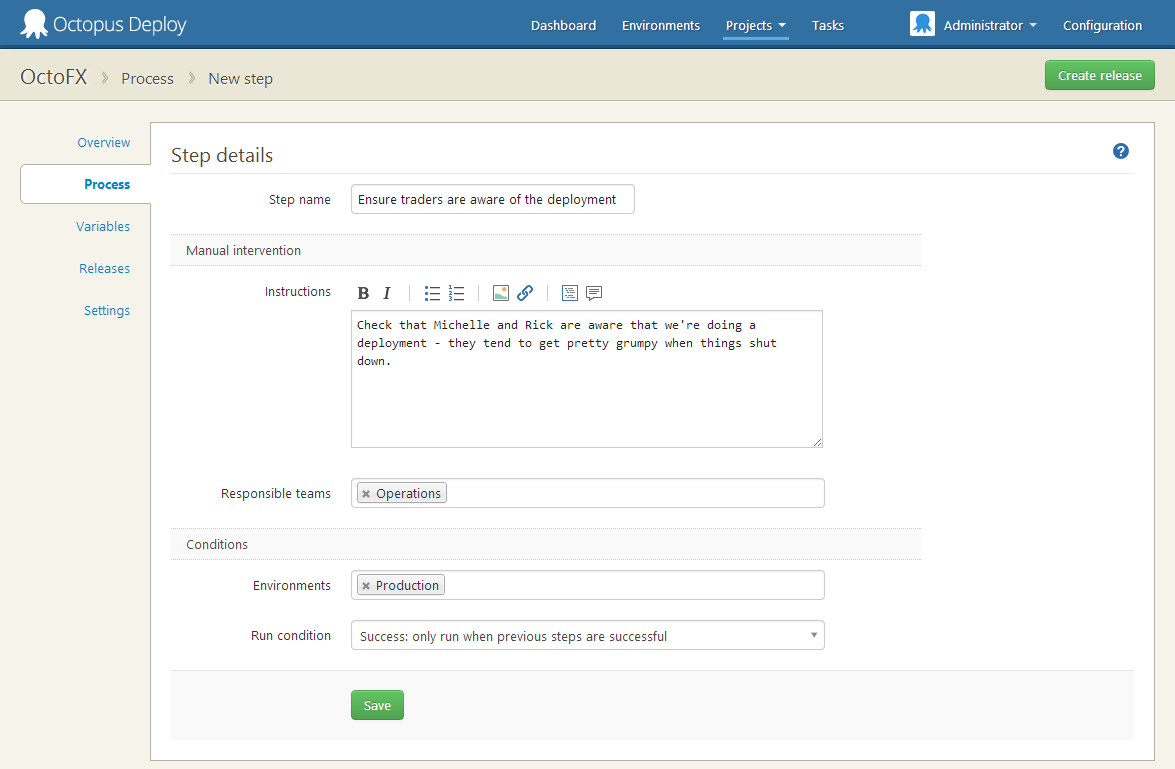 Octopus Deploy
Dashboard Environments Projects Tasks Administrator Configuration
OctoFX Process New step
Create release
Overview
Process
Variables
Releases
Settings
Step details
?
Step name Ensure traders are aware of the deployment
Manual intervention
Instructions B I
Check that Michelle and Rick are aware that we're doing a
deployment - they tend to get pretty grumpy when things shut
down.
Responsible teams × Operations
Conditions
Environments × Production
Run condition Success: only run when previous steps are successful
Save